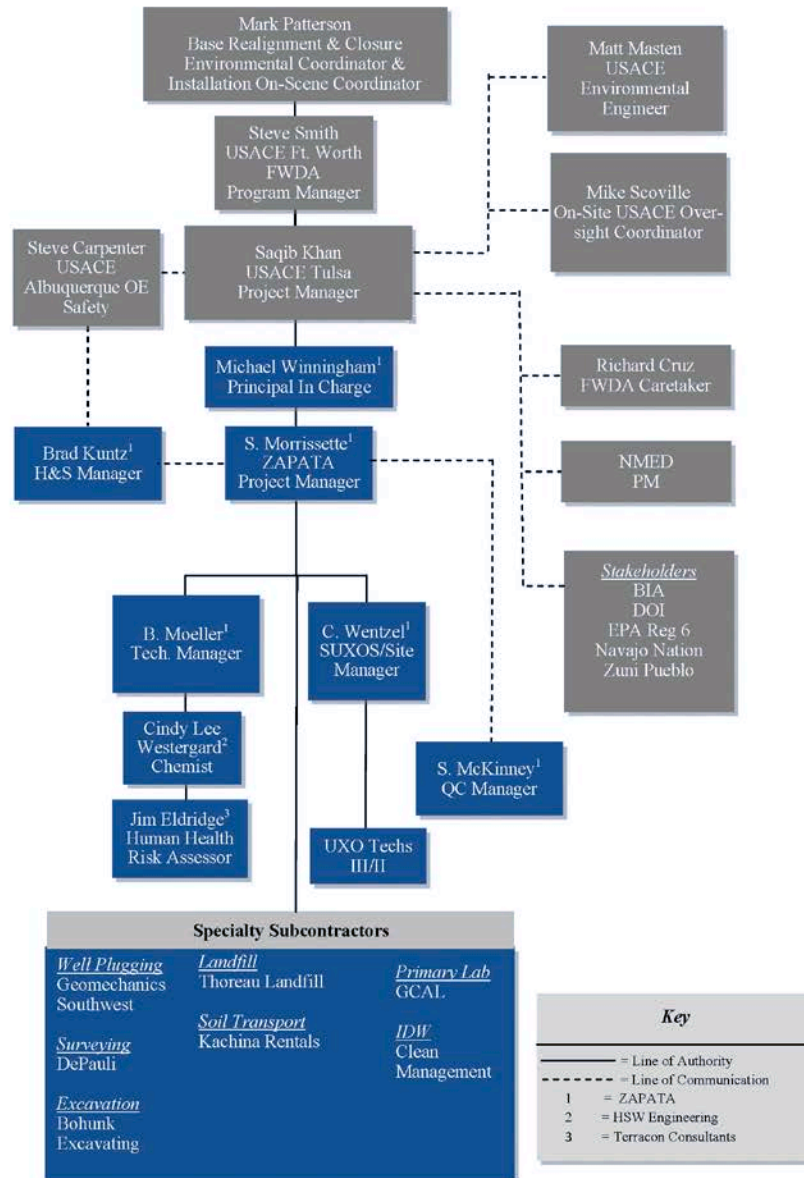 Mark Patterson
Base Realignment & Closure
Environmental Coordinator &
Installation On-Scene Coordinator
Matt Masten
USACE
Environmental
Engineer
Steve Smith
USACE Ft. Worth
FWDA
Program Manager
Mike Scoville
On-Site USACE Over-
sight Coordinator
Steve Carpenter
USACE
Albuquerque OE
Safety
Saqib Khan
USACE Tulsa
Project Manager
Michael Winningham¹
Principal In Charge
Richard Cruz
FWDA Caretaker
Brad Kuntz¹
H&S Manager
S. Morrissette¹
ZAPATA
Project Manager
NMED
PM
Stakeholders
BIA
DOI
EPA Reg 6
Navajo Nation
Zuni Pueblo
B. Moeller¹
Tech. Manager
C. Wentzel¹
SUXOS/Site
Manager
Cindy Lee
Westergard²
Chemist
S. McKinney¹
QC Manager
Jim Eldridge³
Human Health
Risk Assessor
UXO Techs
III/II
Specialty Subcontractors
Well Plugging
Geomechanics
Southwest
Surveying
DePauli
Excavation
Bohunk
Excavating
Landfill
Thoreau Landfill
Soil Transport
Kachina Rentals
Primary Lab
GCAL
IDW
Clean
Management
Key
= Line of Authority
= Line of Communication
1 = ZAPATA
2 = HSW Engineering
3 = Terracon Consultants